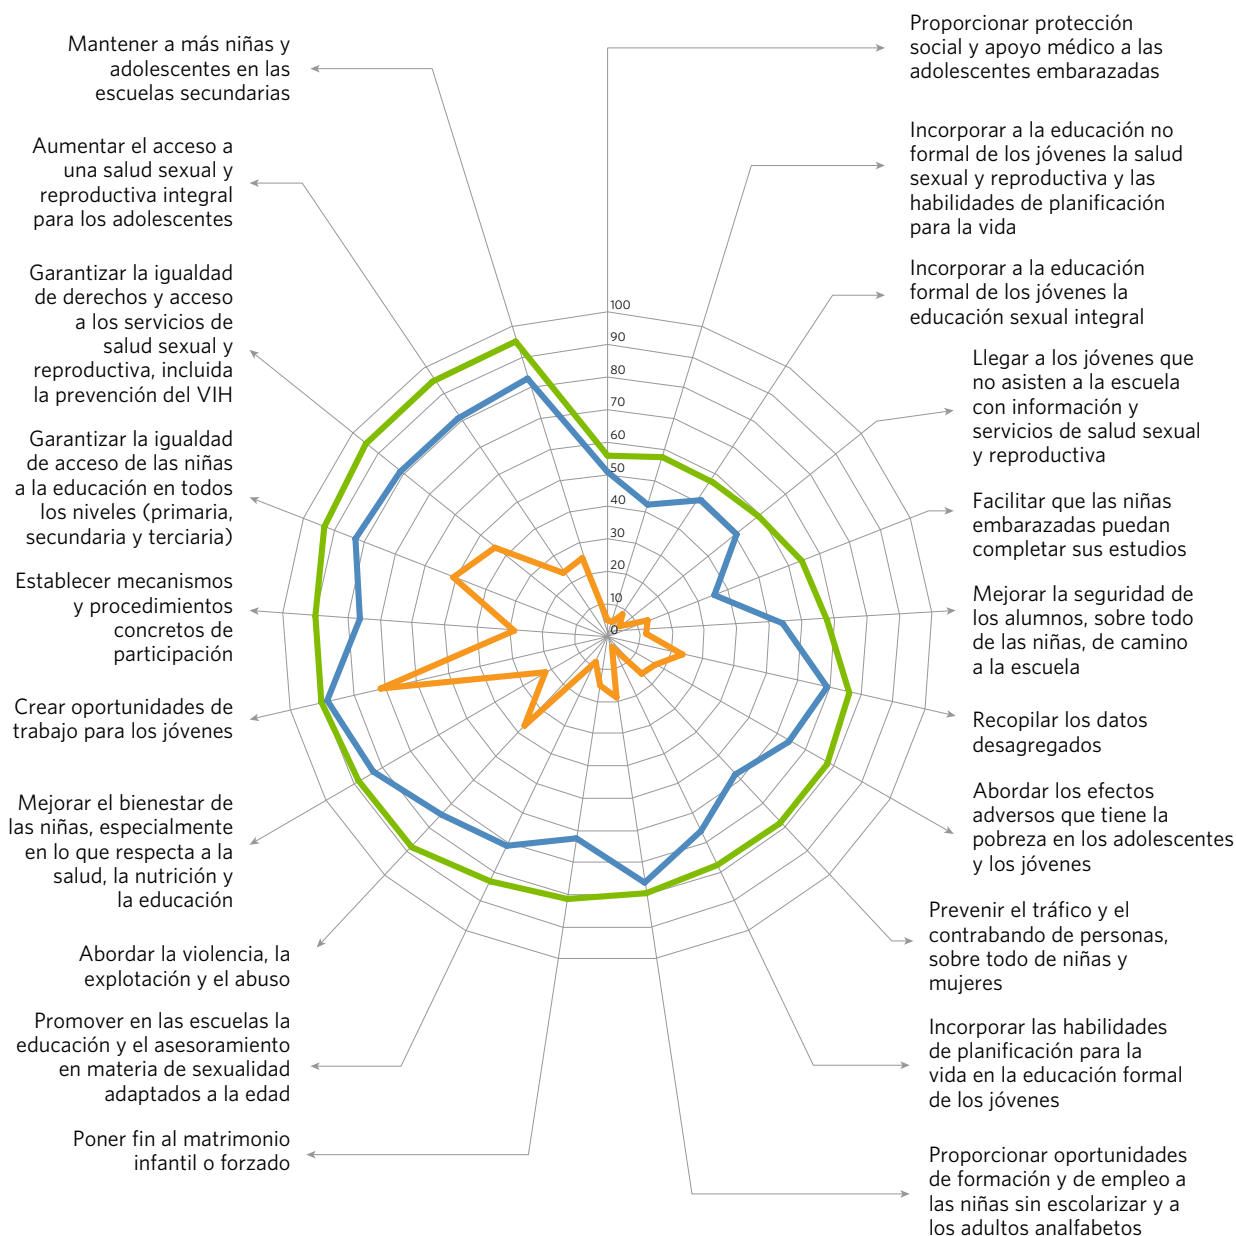 Mantener a más niñas y
adolescentes en las
escuelas secundarias
Aumentar el acceso a
una salud sexual y
reproductiva integral
para los adolescentes
Garantizar la igualdad
de derechos y acceso
a los servicios de
salud sexual y
reproductiva, incluida
la prevención del VIH
Garantizar la igualdad
de acceso de las niñas
a la educación en todos
los niveles (primaria,
secundaria y terciaria)
Establecer mecanismos
y procedimientos
concretos de
participación
Crear oportunidades de
trabajo para los jóvenes
Mejorar el bienestar de
las niñas, especialmente
en lo que respecta a la
salud, la nutrición y
la educación
Abordar la violencia, la
explotación y el abuso
Promover en las escuelas la
educación y el asesoramiento
en materia de sexualidad
adaptados a la edad
Poner fin al matrimonio
infantil o forzado
100
90
80
70
60
50
40
30
20
10
0
Proporcionar protección
social y apoyo médico a las
adolescentes embarazadas
Incorporar a la educación no
formal de los jóvenes la salud
sexual y reproductiva y las
habilidades de planificación
para la vida
Incorporar a la educación
formal de los jóvenes la
educación sexual integral
Llegar a los jóvenes que
no asisten a la escuela
con información y
servicios de salud sexual
y reproductiva
Facilitar que las niñas
embarazadas puedan
completar sus estudios
Mejorar la seguridad de
los alumnos, sobre todo
de las niñas, de camino
a la escuela
Recopilar los datos
desagregados
Abordar los efectos
adversos que tiene la
pobreza en los adolescentes
y los jóvenes
Prevenir el tráfico y el
contrabando de personas,
sobre todo de niñas y
mujeres
Incorporar las habilidades
de planificación para la
vida en la educación formal
de los jóvenes
Proporcionar oportunidades
de formación y de empleo a
las niñas sin escolarizar y a
los adultos analfabetos